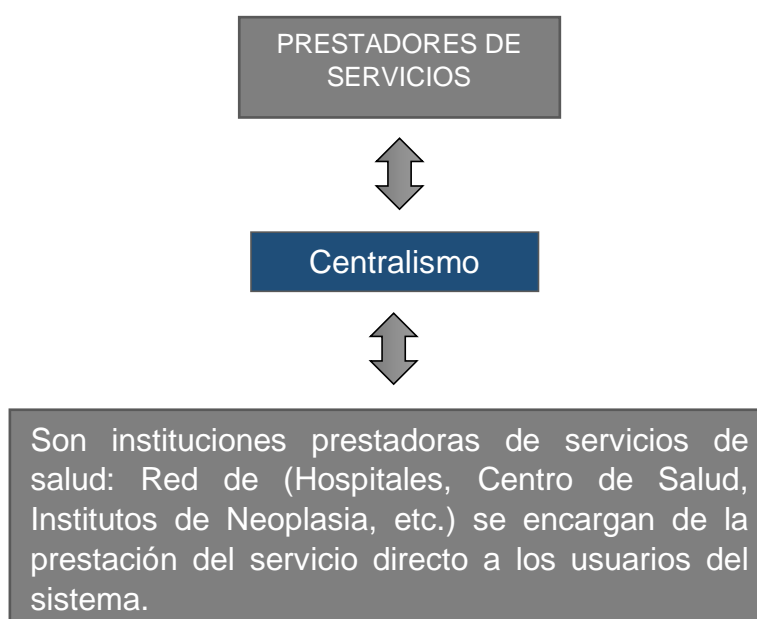 PRESTADORES DE
SERVICIOS
Centralismo
Son instituciones prestadoras de servicios de
salud: Red de (Hospitales, Centro de Salud,
Institutos de Neoplasia, etc.) se encargan de la
prestación del servicio directo a los usuarios del
sistema.